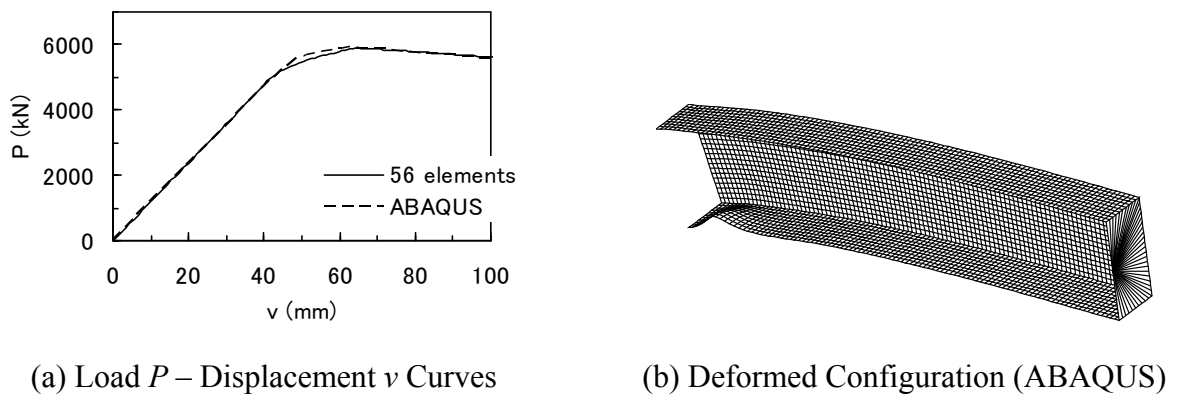 6000
4000
2000
0
P (kN)
56 elements
ABAQUS
0 20 40 60 80 100
v (mm)
(a) Load P – Displacement v Curves
(b) Deformed Configuration (ABAQUS)